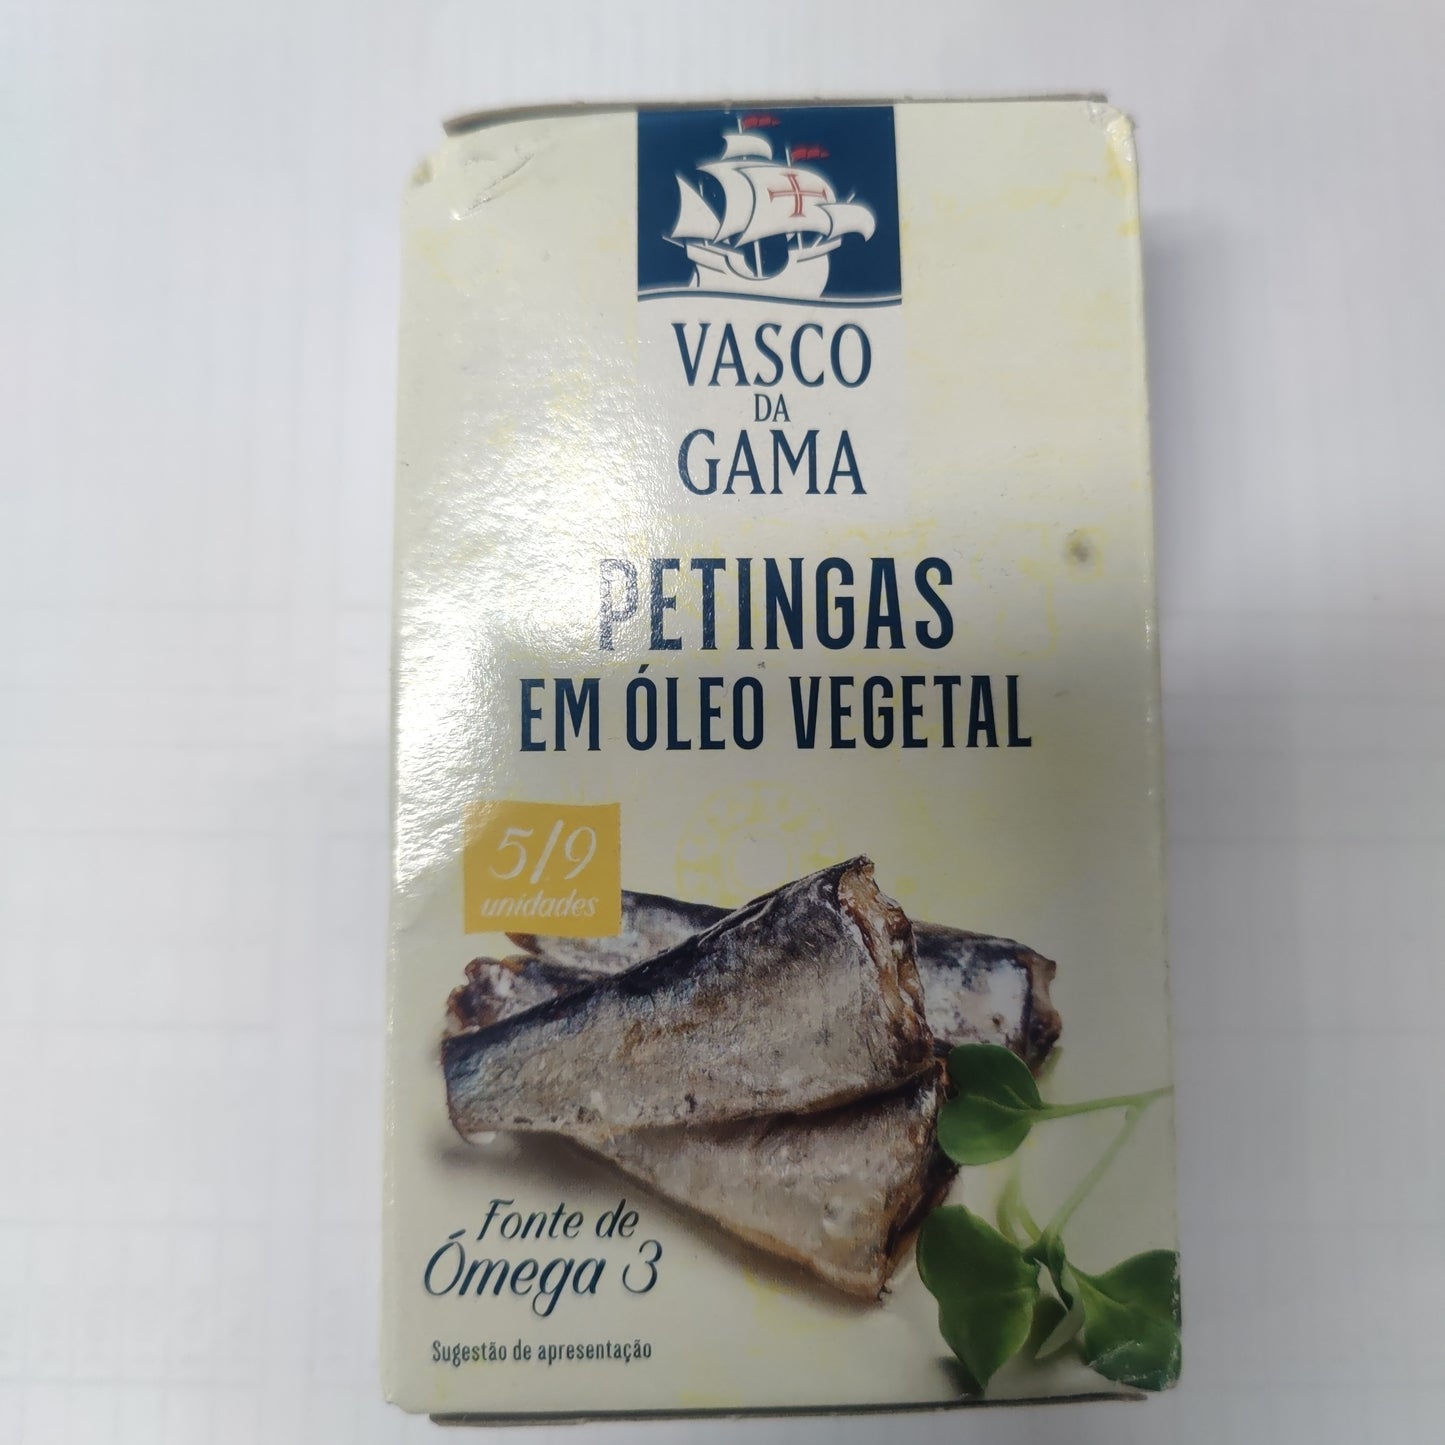 VASCO
DA
GAMA
PETINGAS
EM ÓLEO VEGETAL
5/9
unidades
Fonte de
Ómega 3
Sugestão de apresentação